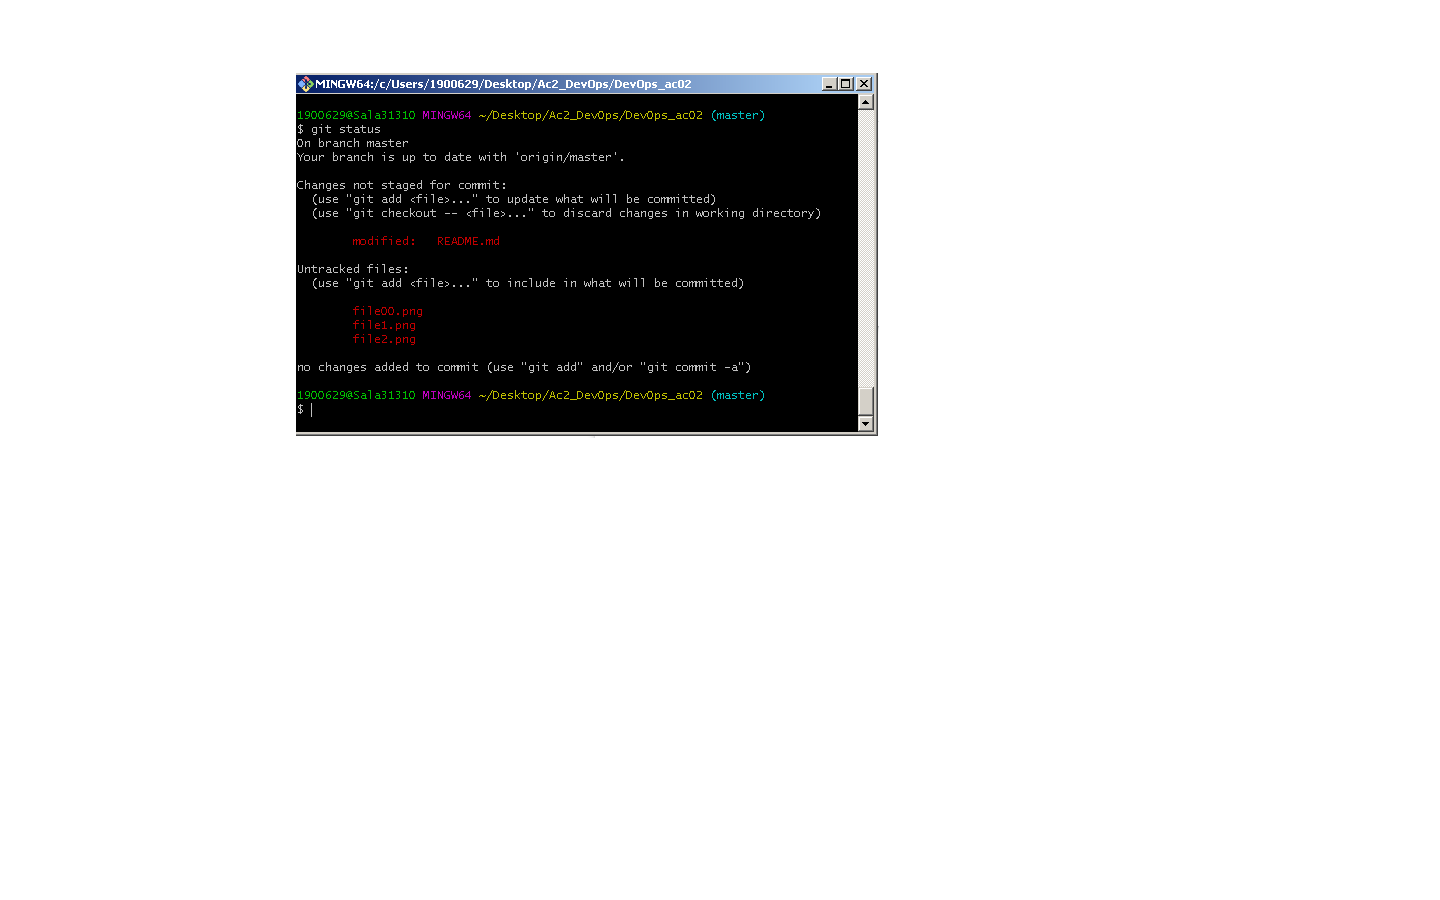 MINGW64:/c/Users/1900629/Desktop/Ac2_DevOps/DevOps_ac02
1900629@Sala31310 MINGW64 ~/Desktop/Ac2_DevOps/DevOps_ac02 (master)
$ git status
On branch master
Your branch is up to date with 'origin/master'.
Changes not staged for commit:
(use "git add <file>..." to update what will be committed)
(use "git checkout -- <file>..." to discard changes in working directory)
modified: README.md
Untracked files:
(use "git add <file>..." to include in what will be committed)
file00.png
file1.png
file2.png
no changes added to commit (use "git add" and/or "git commit -a")
1900629@Sala31310 MINGW64 ~/Desktop/Ac2_DevOps/DevOps_ac02 (master)
$